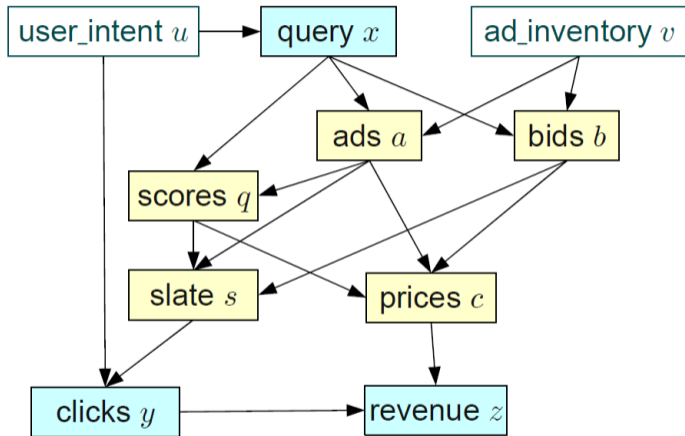 user_intent u
query x
ad_inventory v
ads a
bids b
scores q
slate s
prices c
clicks y
revenue z